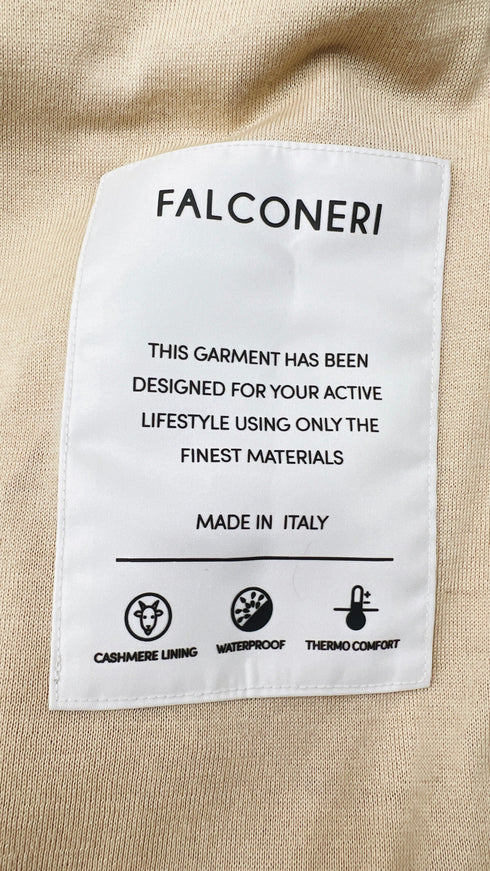 FALCONERI
THIS GARMENT HAS BEEN
DESIGNED FOR YOUR ACTIVE
LIFESTYLE USING ONLY THE
FINEST MATERIALS
MADE IN ITALY
CASHMERE LINING
WATERPROOF
THERMO COMFORT